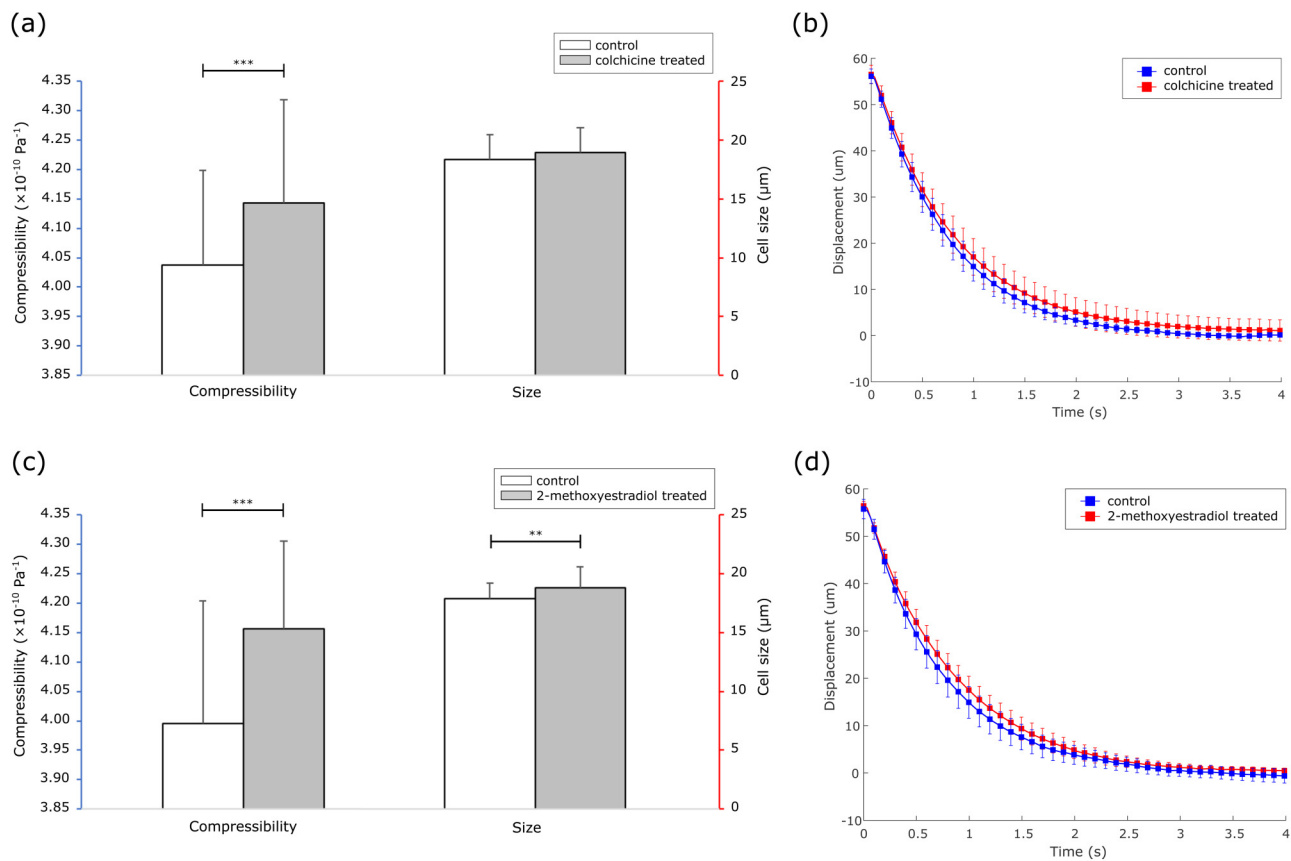 (a)
control
colchicine treated
***
4.35
4.30
4.25
4.20
4.15
4.10
4.05
4.00
3.95
3.90
3.85
Compressibility (×10⁻¹⁰ Pa⁻¹)
25
20
15
10
5
0
Cell size (µm)
Compressibility
Size
(b)
control
colchicine treated
60
50
40
30
20
10
0
-10
Displacement (um)
0 0.5 1 1.5 2 2.5 3 3.5 4
Time (s)
(c)
control
2-methoxyestradiol treated
***
**
4.35
4.30
4.25
4.20
4.15
4.10
4.05
4.00
3.95
3.90
3.85
Compressibility (×10⁻¹⁰ Pa⁻¹)
25
20
15
10
5
0
Cell size (µm)
Compressibility
Size
(d)
control
2-methoxyestradiol treated
60
50
40
30
20
10
0
-10
Displacement (um)
0 0.5 1 1.5 2 2.5 3 3.5 4
Time (s)